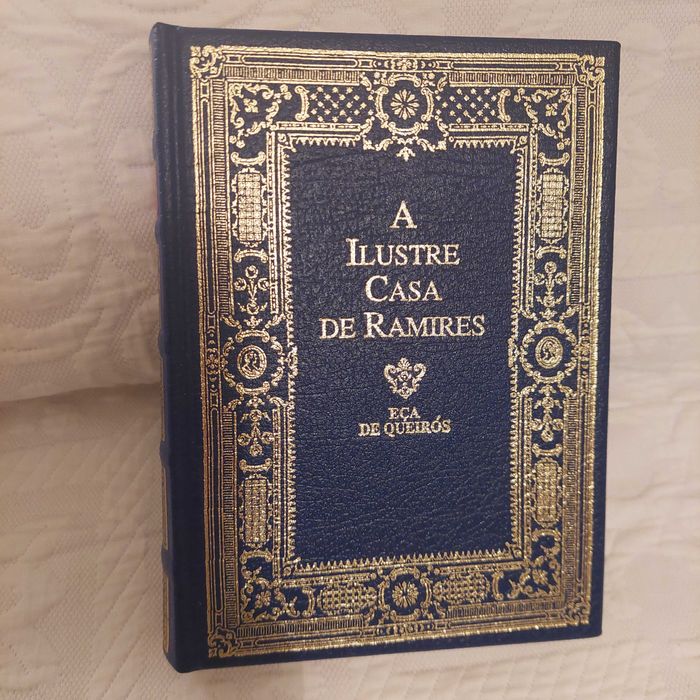 A
ILUSTRE
CASA
DE RAMIRES
EÇA
DE QUEIRÓS